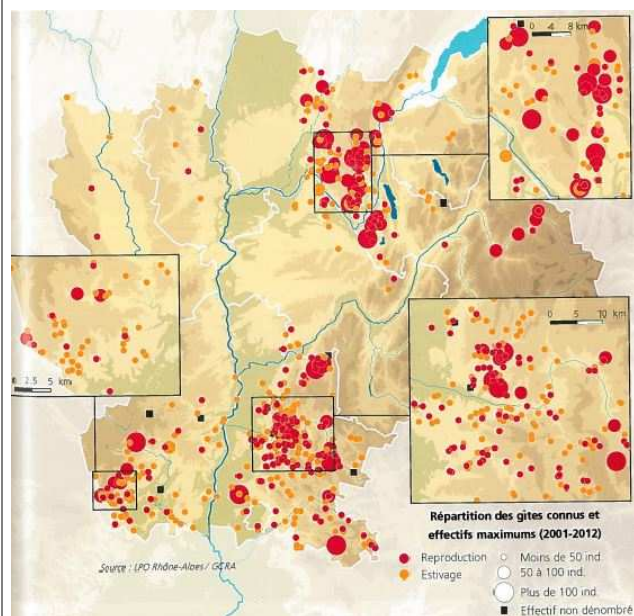 0 4 8 km
0 2.5 5 km
0 5 10 km
Répartition des gîtes connus et
effectifs maximums (2001-2012)
Reproduction
Estivage
Moins de 50 ind.
50 à 100 ind.
Plus de 100 ind.
Effectif non dénombré
Source : LPO Rhône-Alpes / GCRA